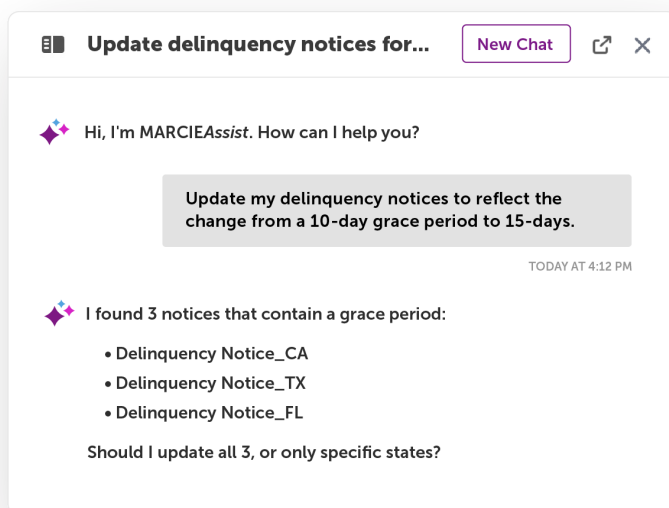 Update delinquency notices for...
New Chat
Hi, I'm MARCIEAssist. How can I help you?
Update my delinquency notices to reflect the
change from a 10-day grace period to 15-days.
TODAY AT 4:12 PM
I found 3 notices that contain a grace period:
• Delinquency Notice_CA
• Delinquency Notice_TX
• Delinquency Notice_FL
Should I update all 3, or only specific states?